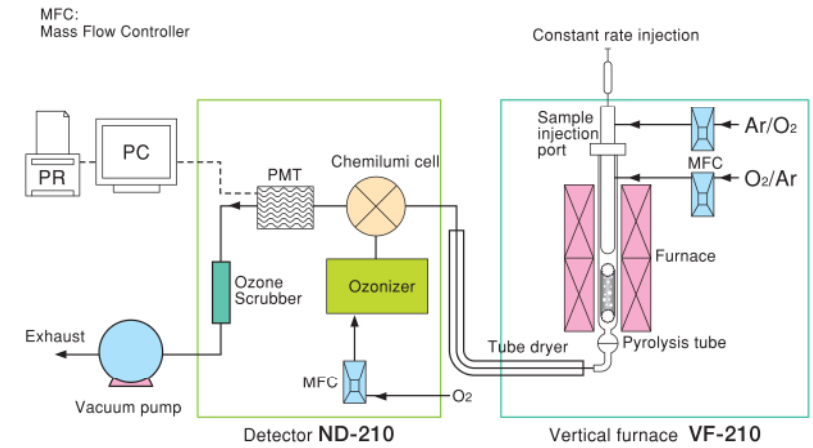 MFC:
Mass Flow Controller
Constant rate injection
Sample
injection
port
Ar/O₂
MFC
O₂/Ar
PR
PC
PMT
Chemilumi cell
Furnace
Ozone
Scrubber
Ozonizer
Exhaust
Tube dryer
Pyrolysis tube
MFC
O₂
Vacuum pump
Detector ND-210
Vertical furnace VF-210